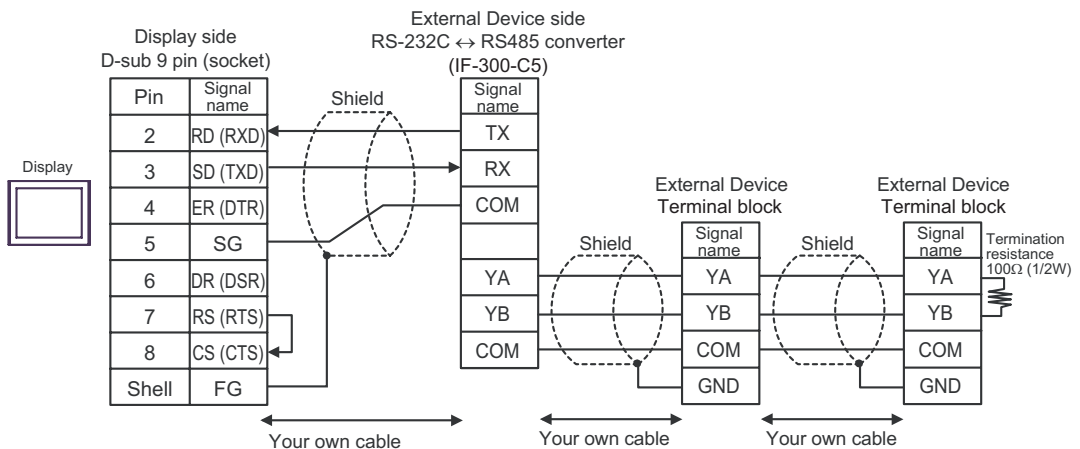 External Device side
RS-232C ↔ RS485 converter
(IF-300-C5)
Display side
D-sub 9 pin (socket)
Display
Pin
Signal
name
2
RD (RXD)
3
SD (TXD)
4
ER (DTR)
5
SG
6
DR (DSR)
7
RS (RTS)
8
CS (CTS)
Shell
FG
Shield
Signal
name
TX
RX
COM
YA
YB
COM
Shield
External Device
Terminal block
Signal
name
YA
YB
COM
GND
Shield
External Device
Terminal block
Signal
name
YA
YB
COM
GND
Termination
resistance
100Ω (1/2W)
Your own cable
Your own cable
Your own cable